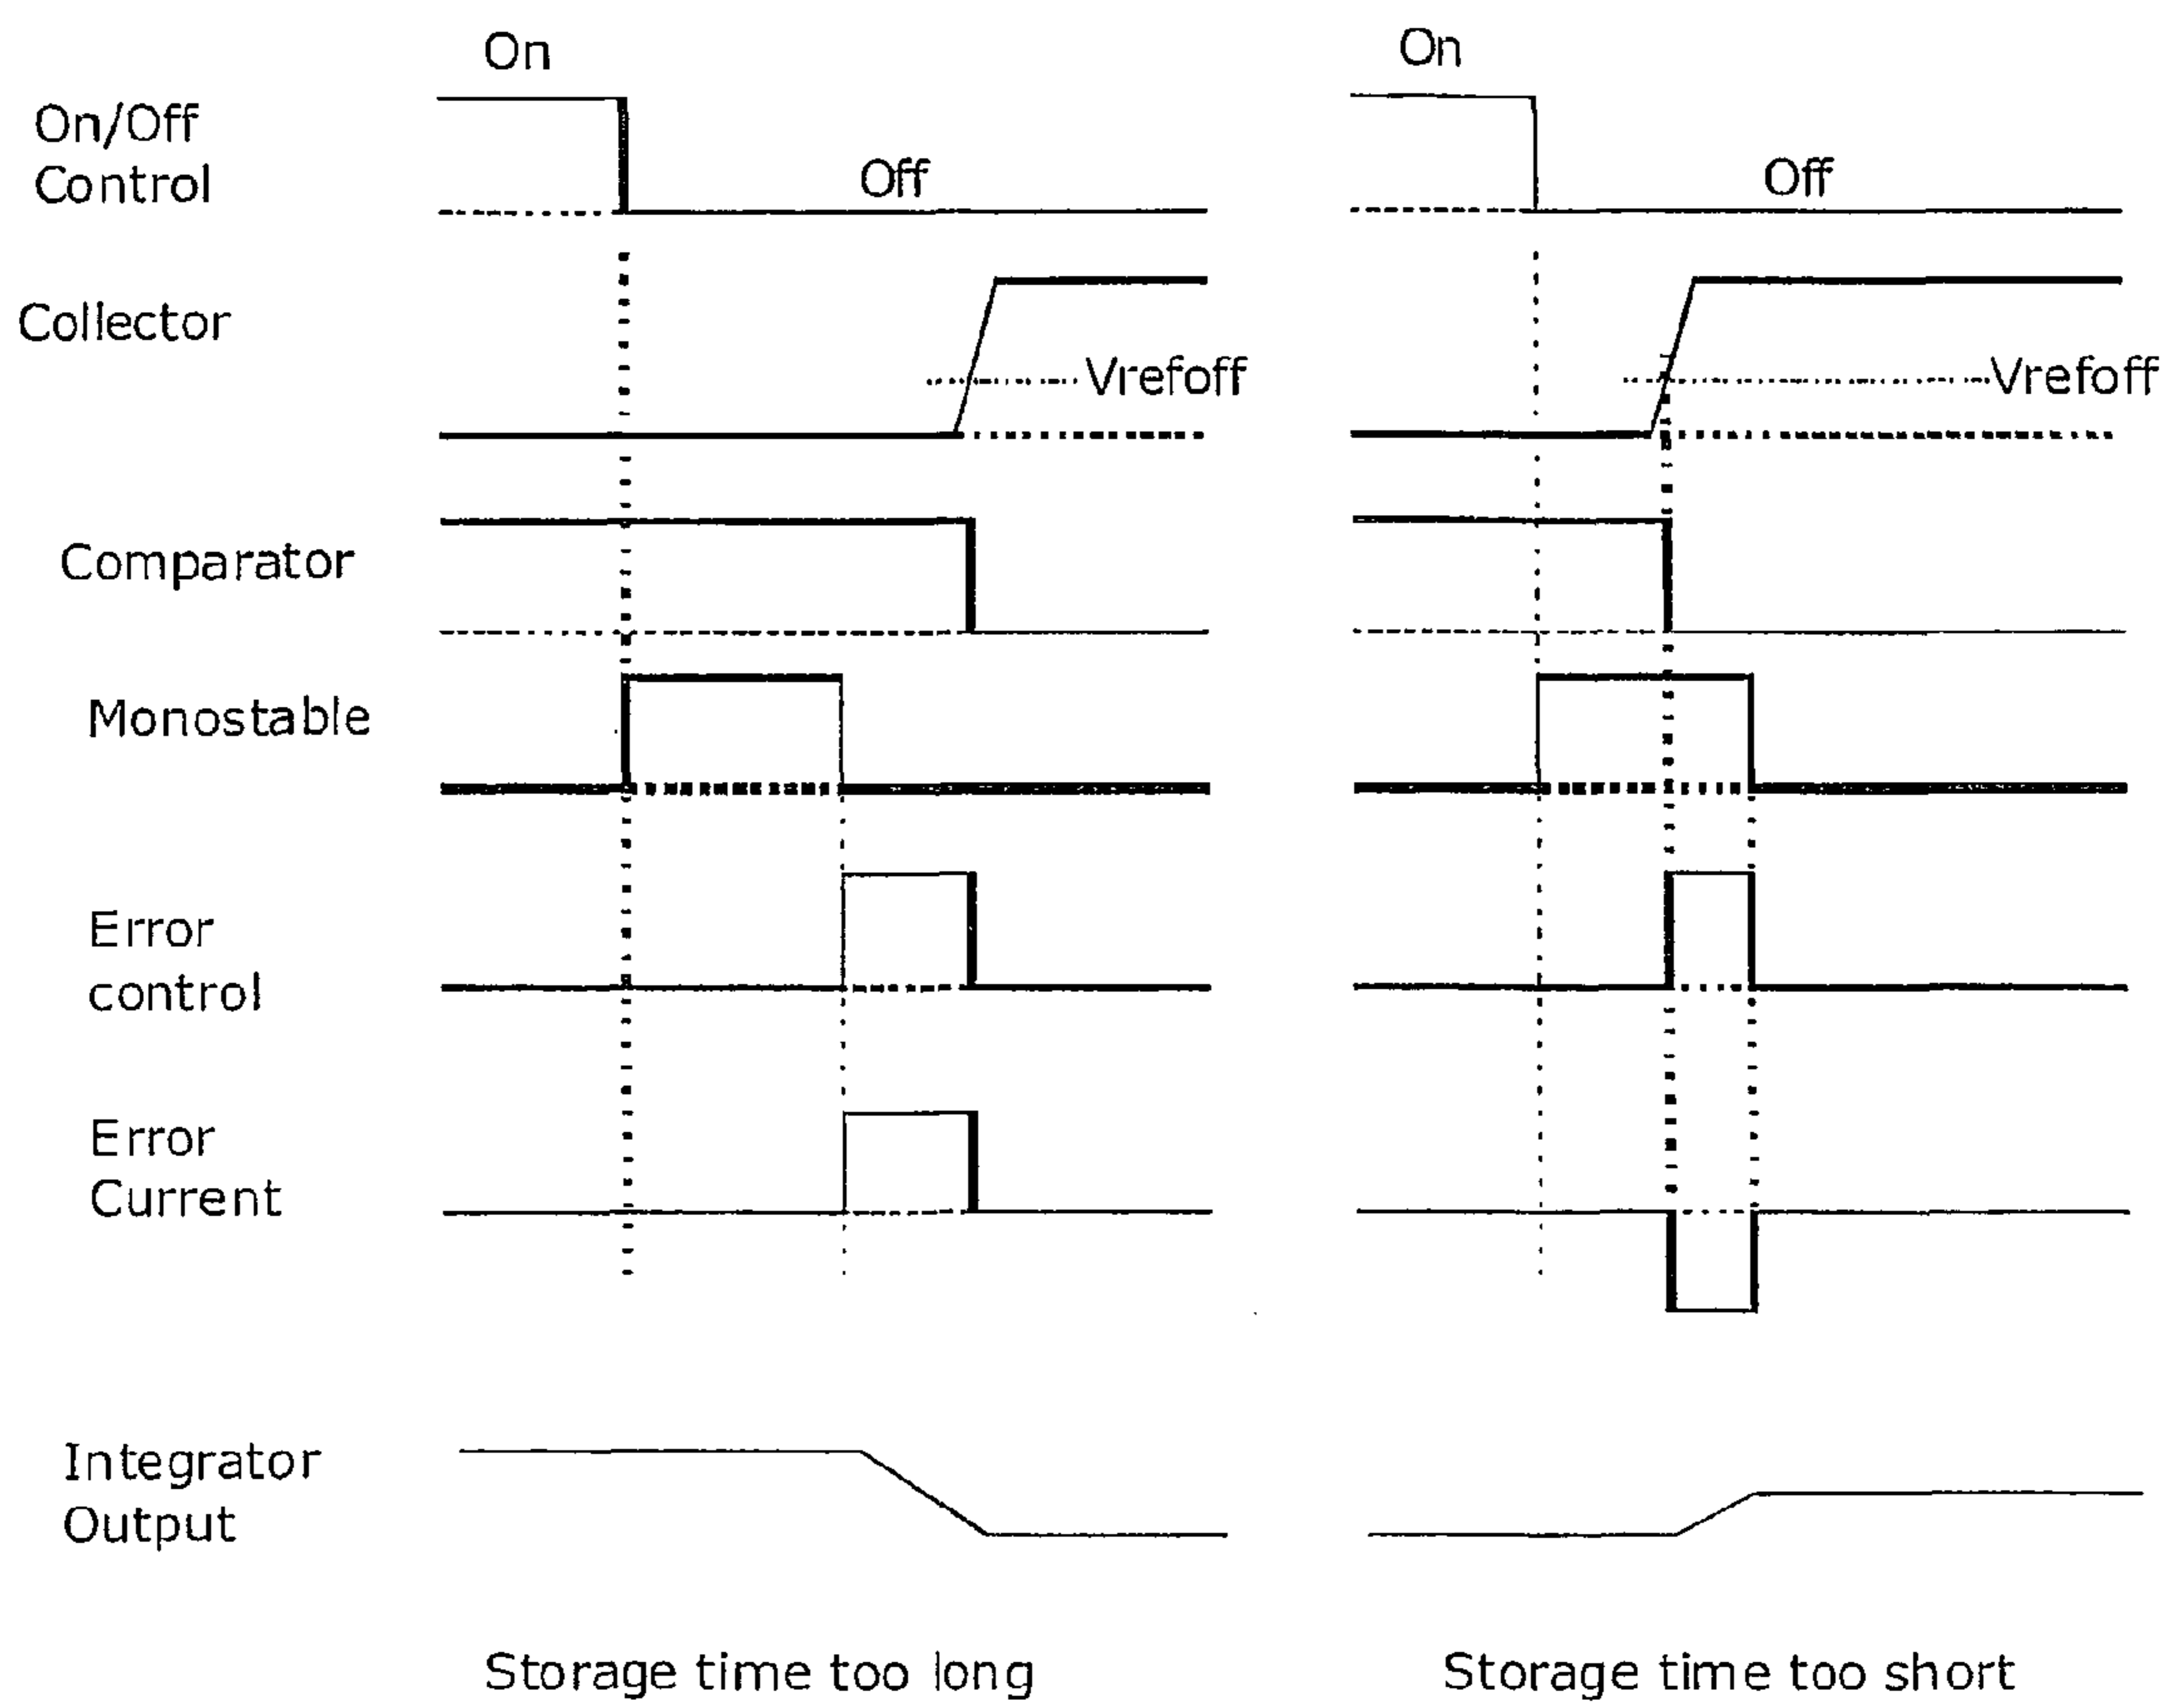 On
On
On/Off
Control
Off
Off
Collector
Vrefoff
Vrefoff
Comparator
Monostable
Error
control
Error
Current
Integrator
Output
Storage time too long
Storage time too short